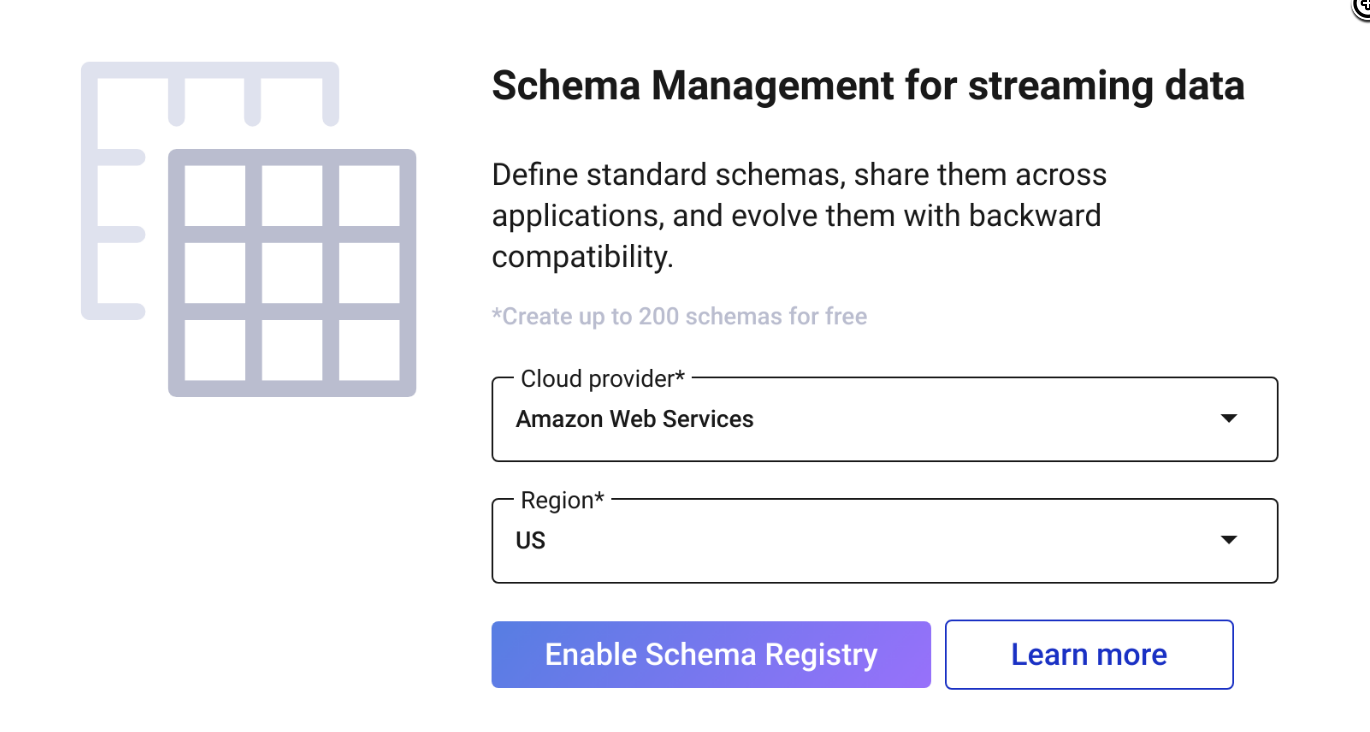 Schema Management for streaming data
Define standard schemas, share them across
applications, and evolve them with backward
compatibility.
*Create up to 200 schemas for free
Cloud provider*
Amazon Web Services
Region*
US
Enable Schema Registry
Learn more